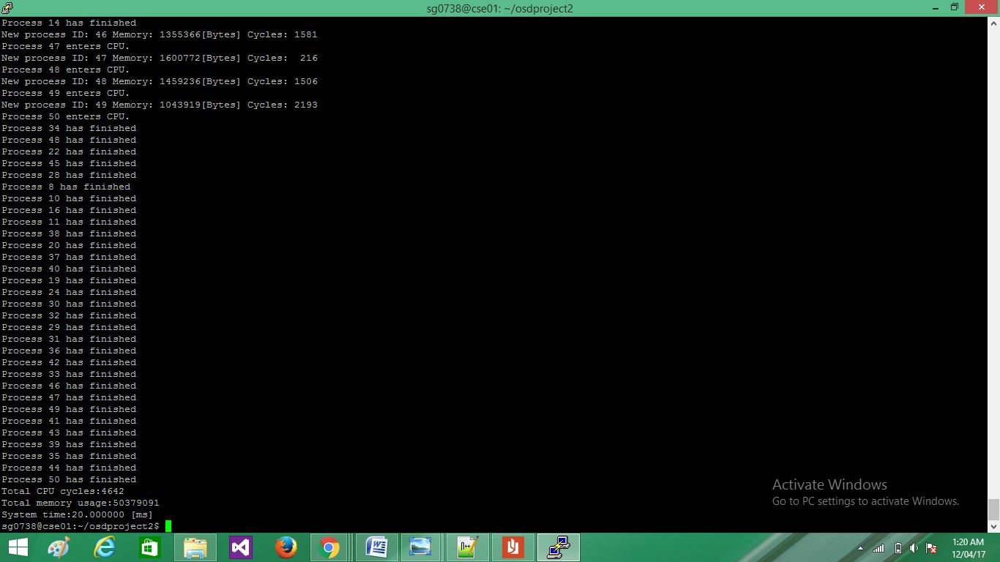 sg0738@cse01: ~/osdproject2
Process 14 has finished
New process ID: 46 Memory: 1355366[Bytes] Cycles: 1581
Process 47 enters CPU.
New process ID: 47 Memory: 1600772[Bytes] Cycles:  216
Process 48 enters CPU.
New process ID: 48 Memory: 1459236[Bytes] Cycles: 1506
Process 49 enters CPU.
New process ID: 49 Memory: 1043919[Bytes] Cycles: 2193
Process 50 enters CPU.
Process 34 has finished
Process 48 has finished
Process 22 has finished
Process 45 has finished
Process 28 has finished
Process 8 has finished
Process 10 has finished
Process 16 has finished
Process 11 has finished
Process 38 has finished
Process 20 has finished
Process 37 has finished
Process 40 has finished
Process 19 has finished
Process 24 has finished
Process 30 has finished
Process 32 has finished
Process 29 has finished
Process 31 has finished
Process 36 has finished
Process 42 has finished
Process 33 has finished
Process 46 has finished
Process 47 has finished
Process 49 has finished
Process 41 has finished
Process 43 has finished
Process 39 has finished
Process 35 has finished
Process 44 has finished
Process 50 has finished
Total CPU cycles:4642
Total memory usage:50379091
System time:20.000000 [ms]
sg0738@cse01:~/osdproject2$
Activate Windows
Go to PC settings to activate Windows.
1:20 AM
12/04/17